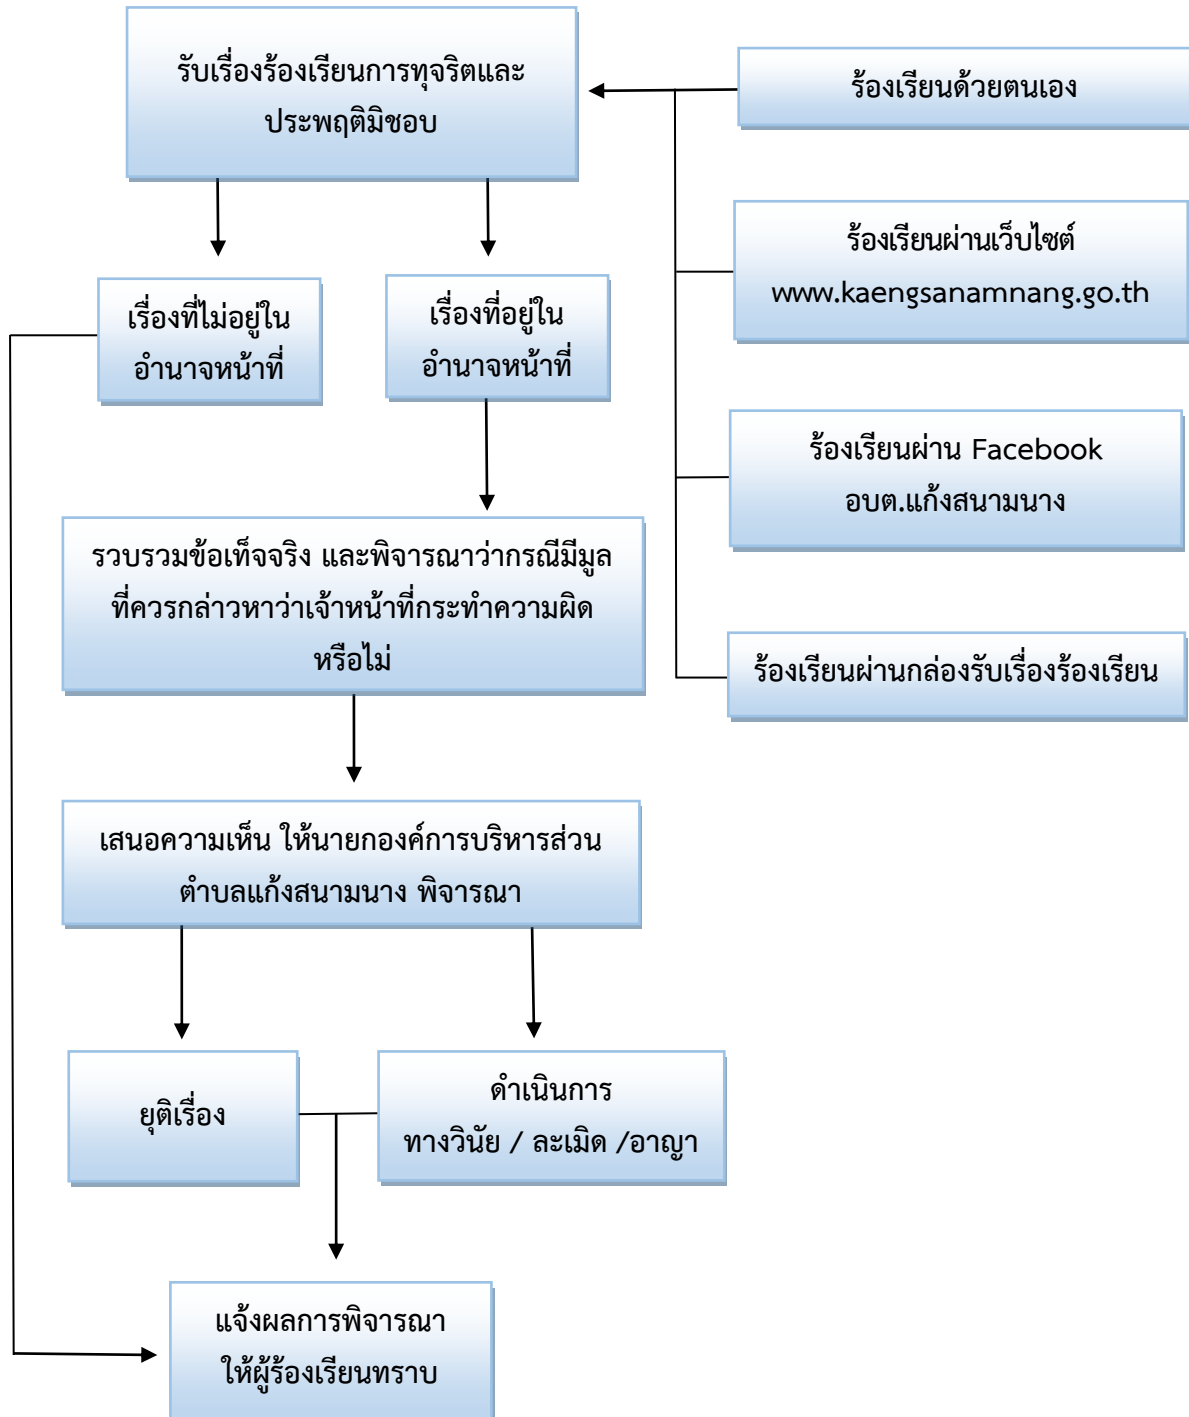 รับเรื่องร้องเรียนการทุจริตและ
ประพฤติมิชอบ
ร้องเรียนด้วยตนเอง
ร้องเรียนผ่านเว็บไซต์
www.kaengsanamnang.go.th
เรื่องที่ไม่อยู่ใน
อำนาจหน้าที่
เรื่องที่อยู่ใน
อำนาจหน้าที่
ร้องเรียนผ่าน Facebook
อบต.แก้งสนามนาง
รวบรวมข้อเท็จจริง และพิจารณาว่ากรณีมีมูล
ที่ควรกล่าวหาว่าเจ้าหน้าที่กระทำความผิด
หรือไม่
ร้องเรียนผ่านกล่องรับเรื่องร้องเรียน
เสนอความเห็น ให้นายกองค์การบริหารส่วน
ตำบลแก้งสนามนาง พิจารณา
ยุติเรื่อง
ดำเนินการ
ทางวินัย / ละเมิด /อาญา
แจ้งผลการพิจารณา
ให้ผู้ร้องเรียนทราบ